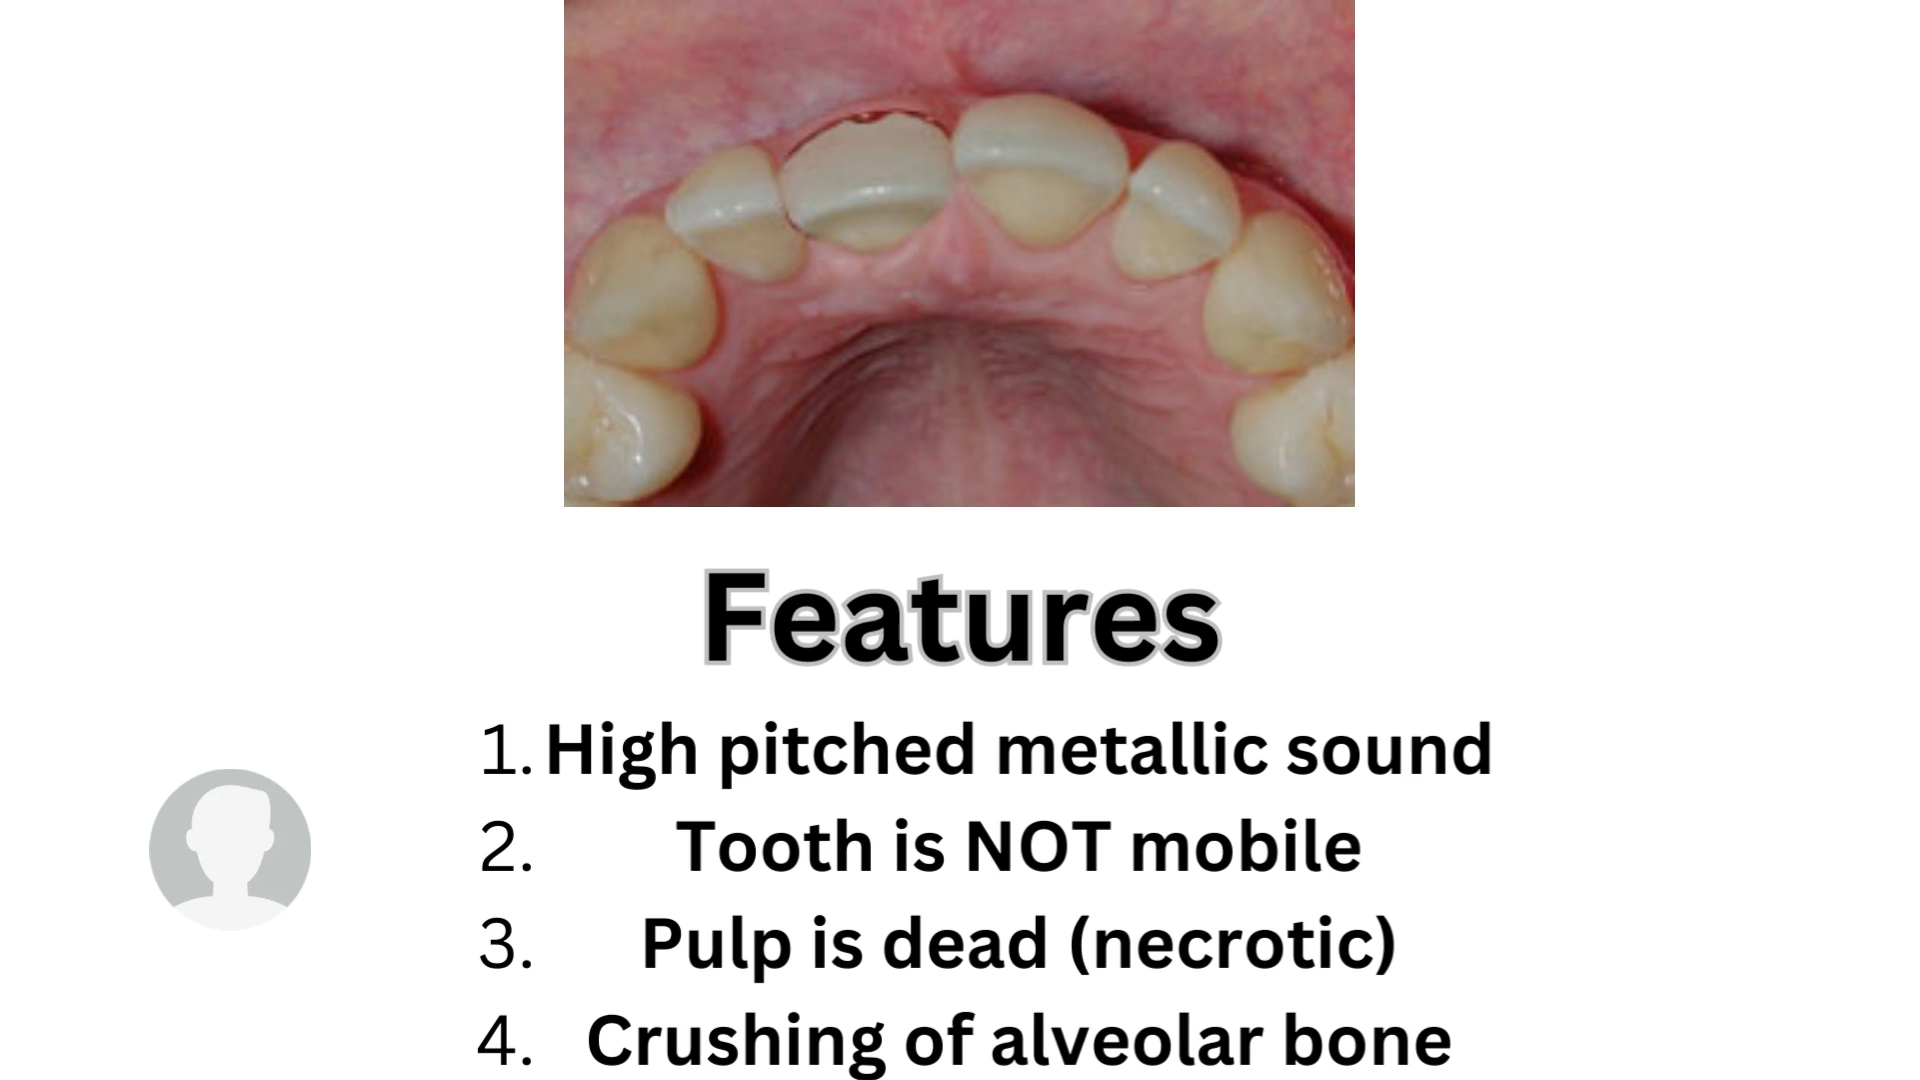 Features
1. High pitched metallic sound
2. Tooth is NOT mobile
3. Pulp is dead (necrotic)
4. Crushing of alveolar bone